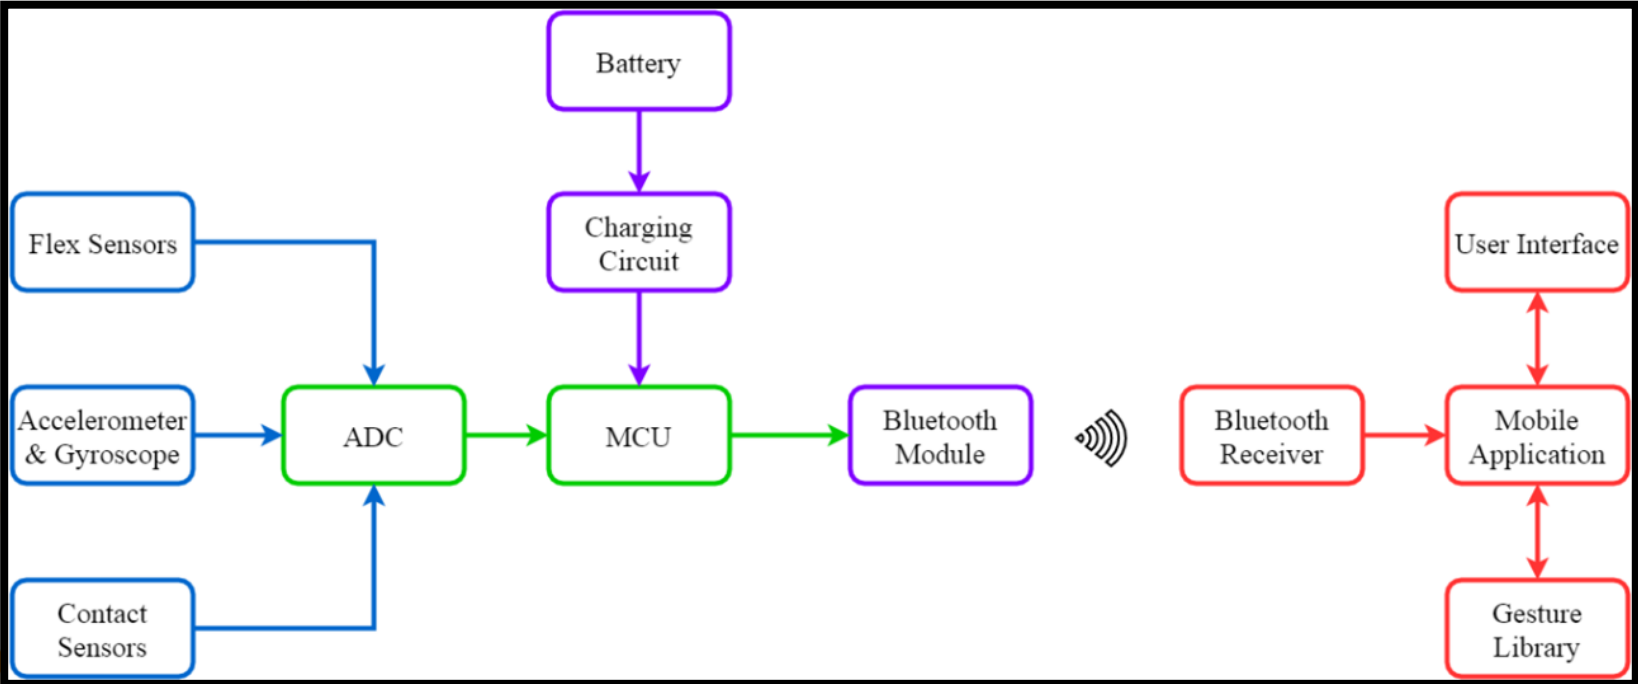 Battery
Flex Sensors
Charging
Circuit
User Interface
Accelerometer
& Gyroscope
ADC
MCU
Bluetooth
Module
Bluetooth
Receiver
Mobile
Application
Contact
Sensors
Gesture
Library